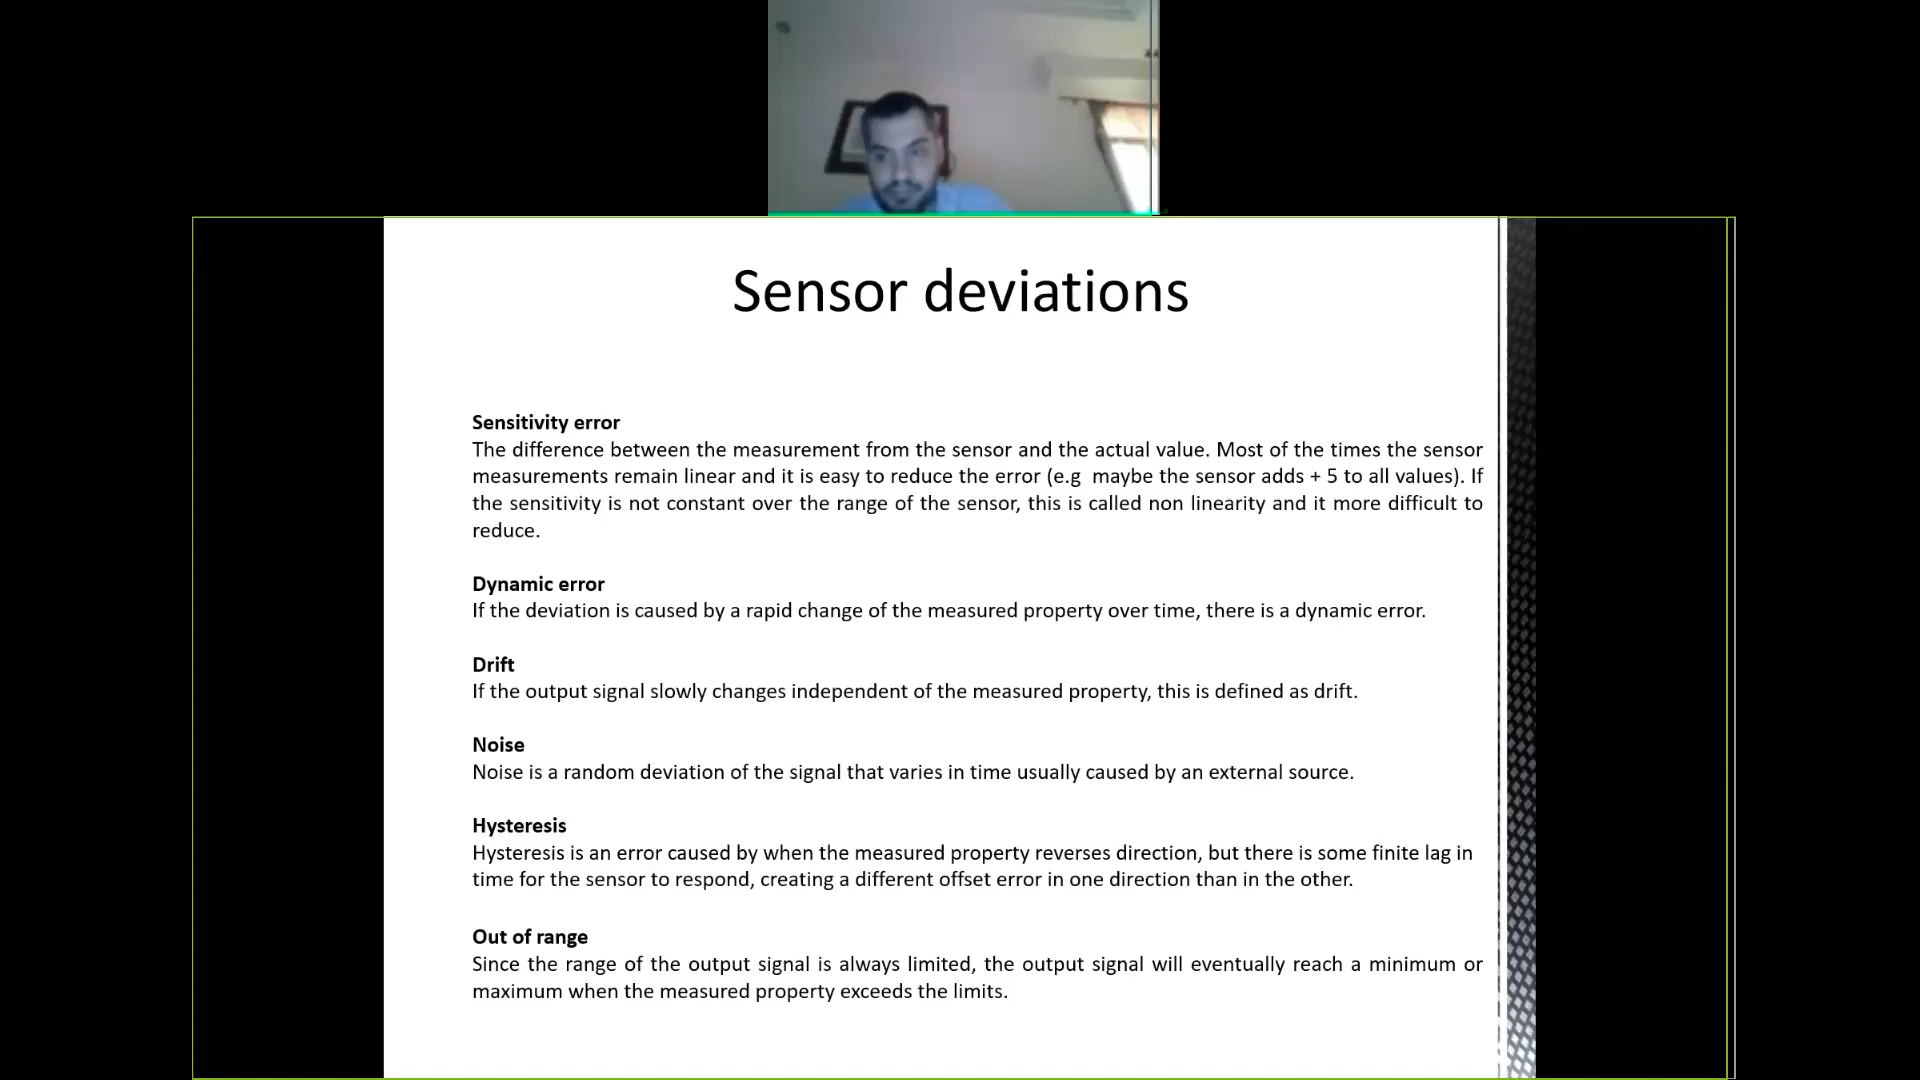 Sensor deviations
Sensitivity error
The difference between the measurement from the sensor and the actual value. Most of the times the sensor
measurements remain linear and it is easy to reduce the error (e.g  maybe the sensor adds + 5 to all values). If
the sensitivity is not constant over the range of the sensor, this is called non linearity and it more difficult to
reduce.
Dynamic error
If the deviation is caused by a rapid change of the measured property over time, there is a dynamic error.
Drift
If the output signal slowly changes independent of the measured property, this is defined as drift.
Noise
Noise is a random deviation of the signal that varies in time usually caused by an external source.
Hysteresis
Hysteresis is an error caused by when the measured property reverses direction, but there is some finite lag in
time for the sensor to respond, creating a different offset error in one direction than in the other.
Out of range
Since the range of the output signal is always limited, the output signal will eventually reach a minimum or
maximum when the measured property exceeds the limits.